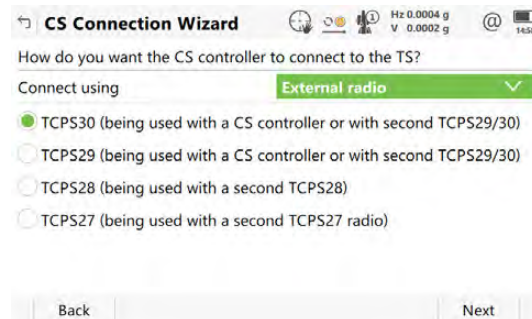 CS Connection Wizard
1
Hz 0.0004 g
V 0.0002 g
@
How do you want the CS controller to connect to the TS?
Connect using External radio
TCPS30 (being used with a CS controller or with second TCPS29/30)
TCPS29 (being used with a CS controller or with second TCPS29/30)
TCPS28 (being used with a second TCPS28)
TCPS27 (being used with a second TCPS27 radio)
Back Next